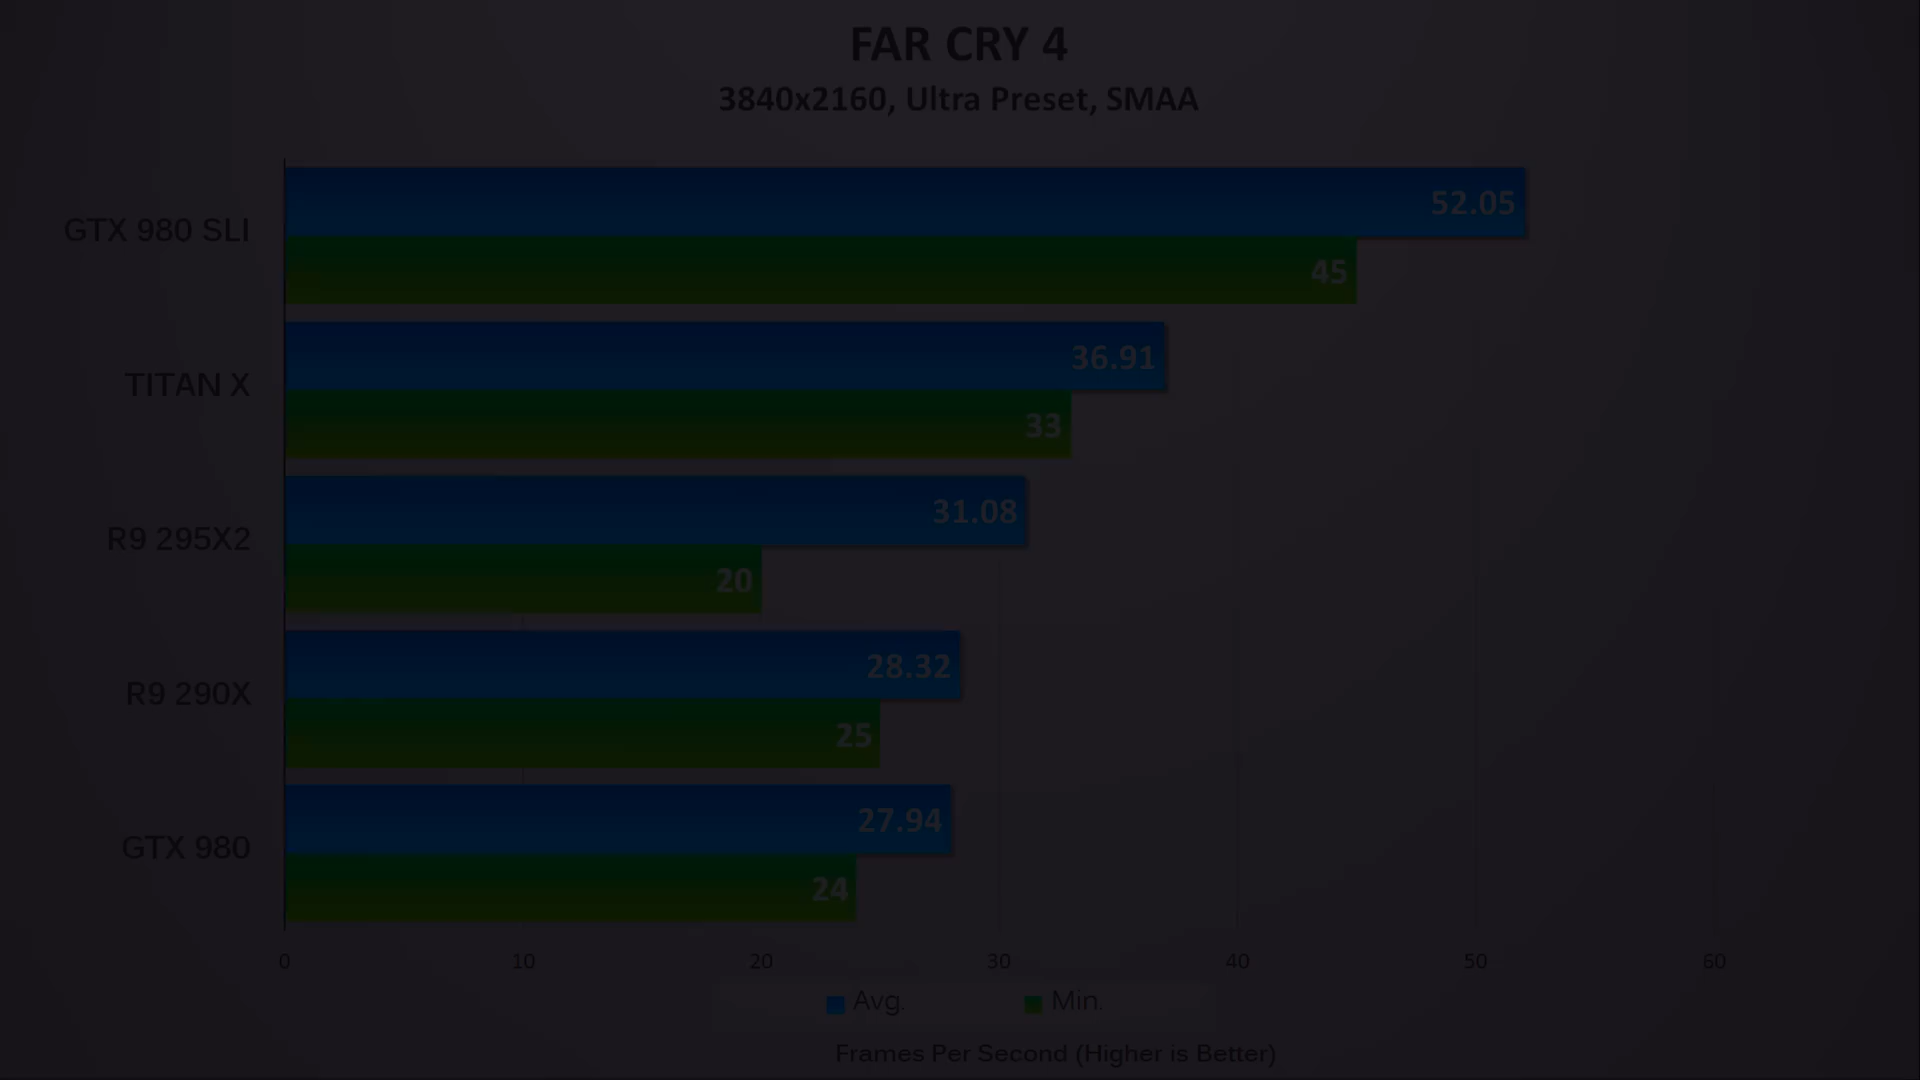 FAR CRY 4
3840x2160, Ultra Preset, SMAA
GTX 980 SLI
52.05
45
TITAN X
36.91
33
R9 295X2
31.08
20
R9 290X
28.32
25
GTX 980
27.94
24
0 10 20 30 40 50 60
Avg. Min.
Frames Per Second (Higher is Better)